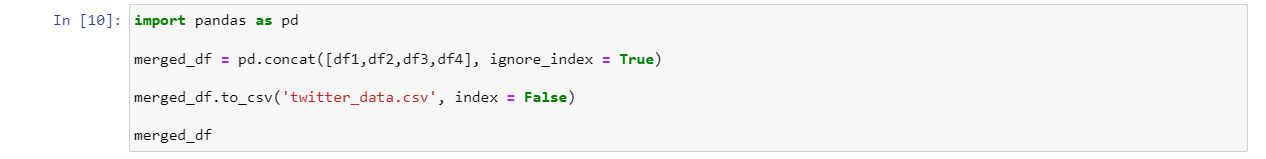 In [10]: import pandas as pd
merged_df = pd.concat([df1,df2,df3,df4], ignore_index = True)
merged_df.to_csv('twitter_data.csv', index = False)
merged_df